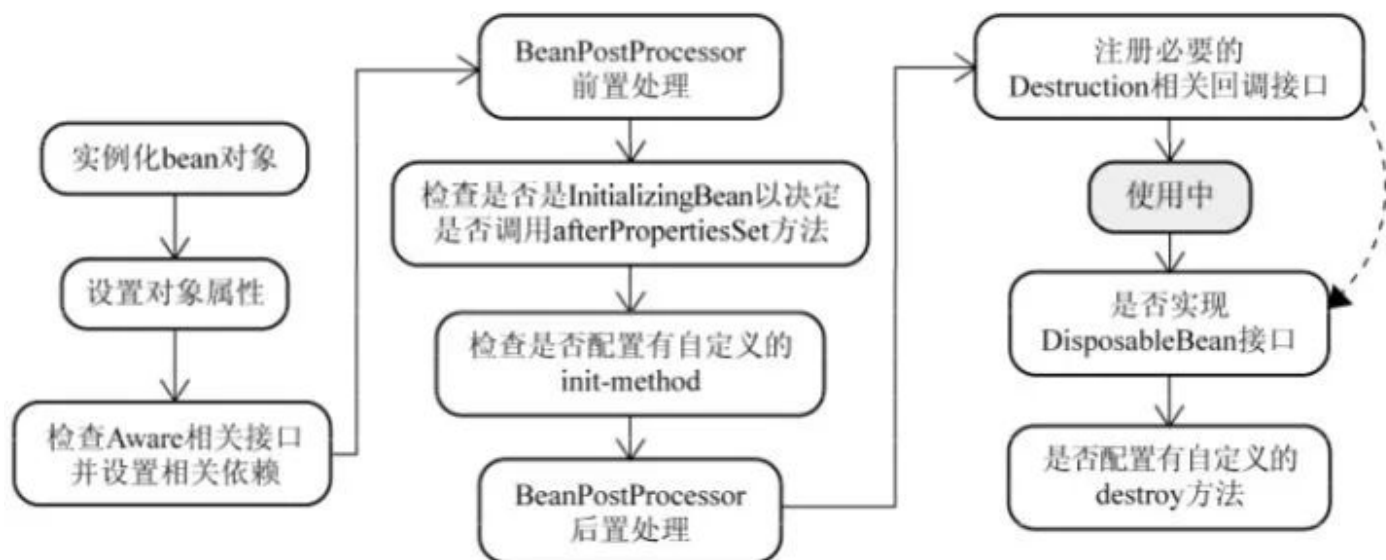 实例化bean对象
设置对象属性
检查Aware相关接口
并设置相关依赖
BeanPostProcessor
前置处理
检查是否是InitializingBean以决定
是否调用afterPropertiesSet方法
检查是否配置有自定义的
init-method
BeanPostProcessor
后置处理
注册必要的
Destruction相关回调接口
使用中
是否实现
DisposableBean接口
是否配置有自定义的
destroy方法